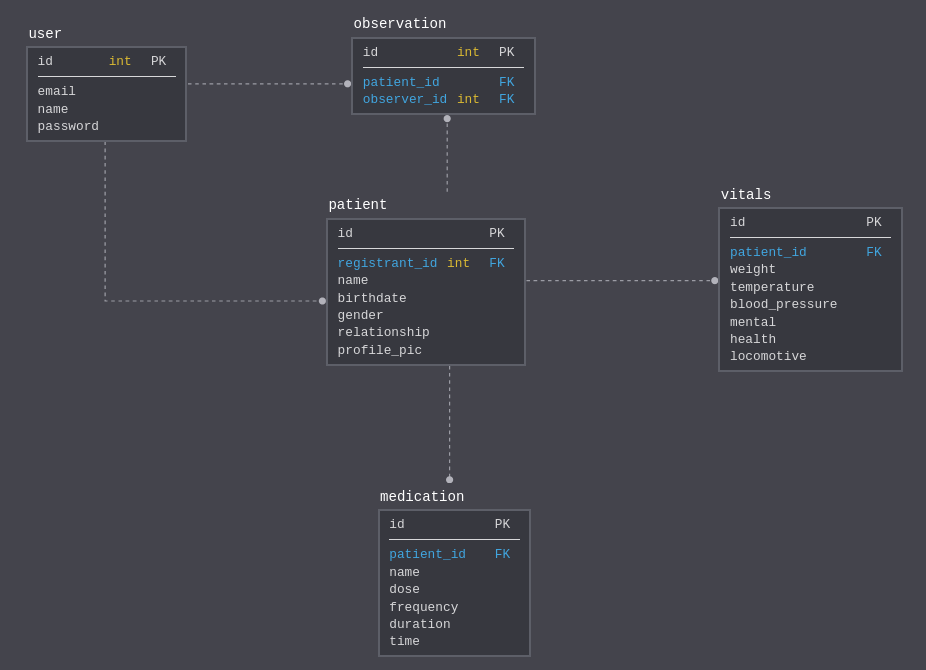 user
id int PK
email
name
password
observation
id int PK
patient_id FK
observer_id int FK
patient
id PK
registrant_id int FK
name
birthdate
gender
relationship
profile_pic
vitals
id PK
patient_id FK
weight
temperature
blood_pressure
mental
health
locomotive
medication
id PK
patient_id FK
name
dose
frequency
duration
time